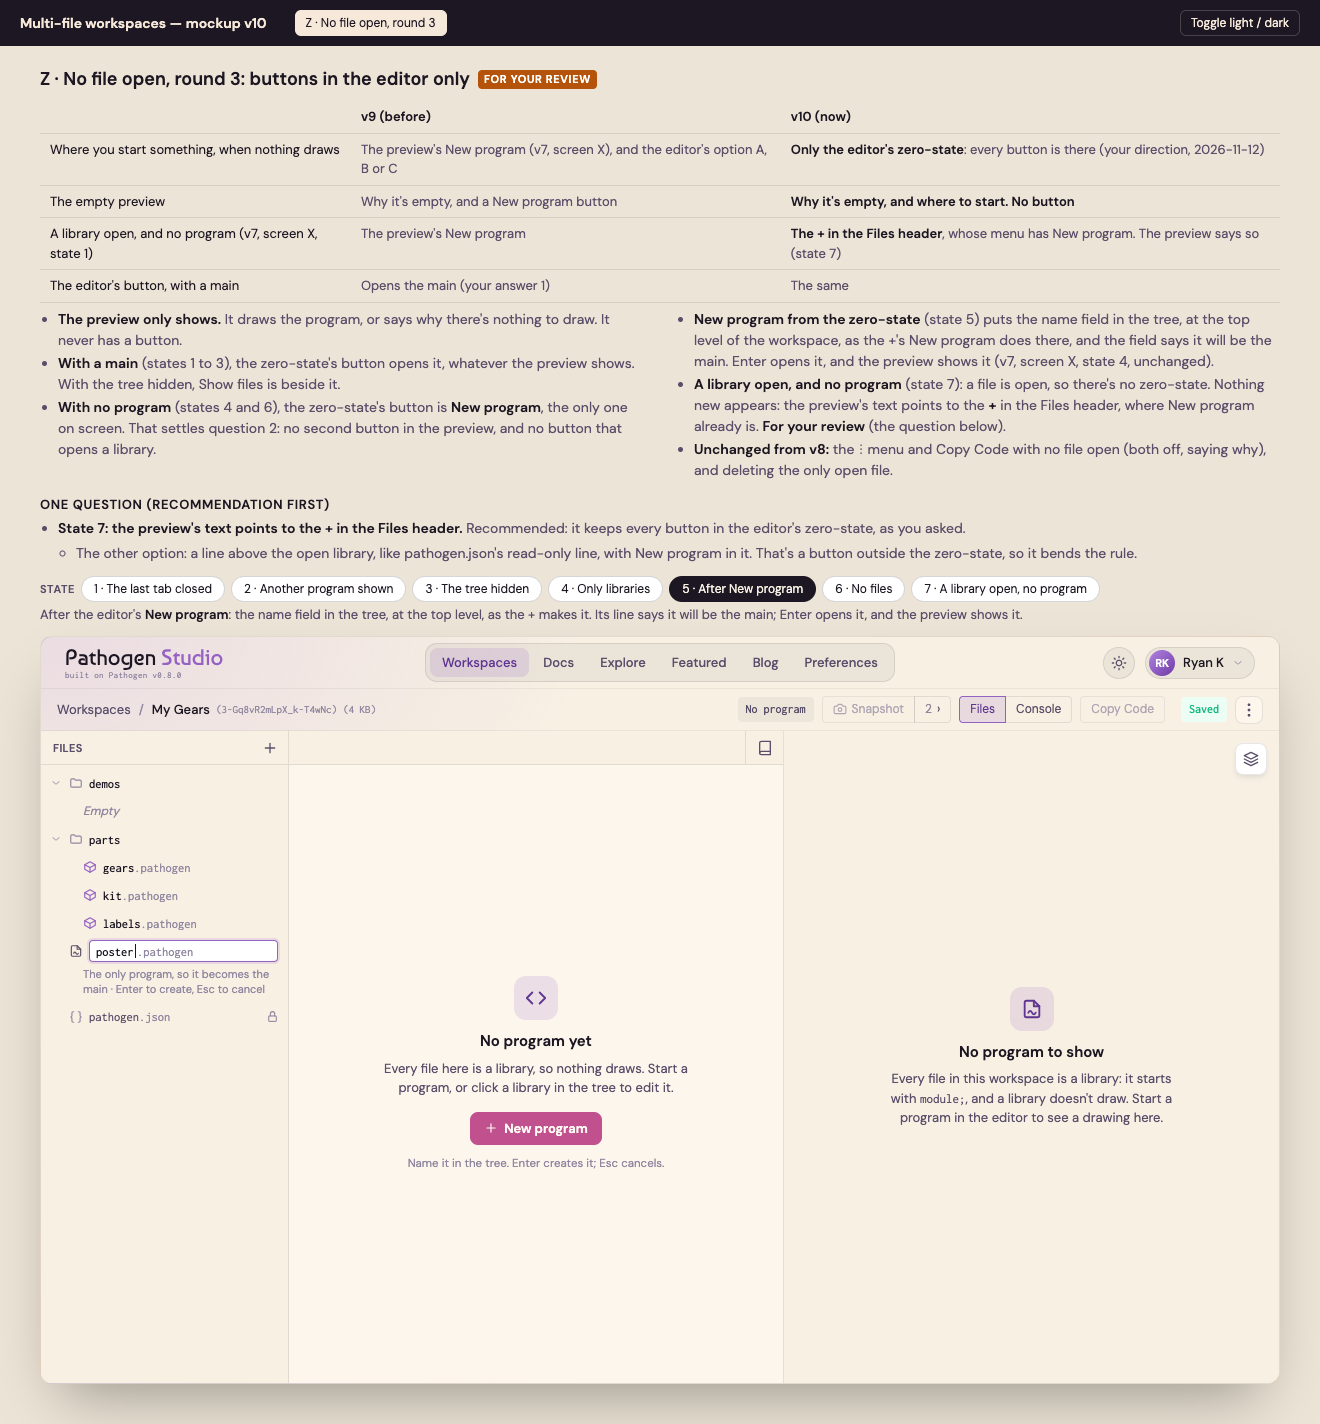 Multi-file workspaces — mockup v10
Z · No file open, round 3
Toggle light / dark
Z · No file open, round 3: buttons in the editor only
FOR YOUR REVIEW
v9 (before)
v10 (now)
Where you start something, when nothing draws
The preview's New program (v7, screen X), and the editor's option A,
B or C
Only the editor's zero-state: every button is there (your direction, 2026-11-12)
The empty preview
Why it's empty, and a New program button
Why it's empty, and where to start. No button
A library open, and no program (v7, screen X,
state 1)
The preview's New program
The + in the Files header, whose menu has New program. The preview says so
(state 7)
The editor's button, with a main
Opens the main (your answer 1)
The same
• The preview only shows. It draws the program, or says why there's nothing to draw. It
never has a button.
• With a main (states 1 to 3), the zero-state's button opens it, whatever the preview shows.
With the tree hidden, Show files is beside it.
• With no program (states 4 and 6), the zero-state's button is New program, the only one
on screen. That settles question 2: no second button in the preview, and no button that
opens a library.
• New program from the zero-state (state 5) puts the name field in the tree, at the top
level of the workspace, as the +'s New program does there, and the field says it will be the
main. Enter opens it, and the preview shows it (v7, screen X, state 4, unchanged).
• A library open, and no program (state 7): a file is open, so there's no zero-state. Nothing
new appears: the preview's text points to the + in the Files header, where New program
already is. For your review (the question below).
• Unchanged from v8: the ⋮ menu and Copy Code with no file open (both off, saying why),
and deleting the only open file.
ONE QUESTION (RECOMMENDATION FIRST)
• State 7: the preview's text points to the + in the Files header. Recommended: it keeps every button in the editor's zero-state, as you asked.
○ The other option: a line above the open library, like pathogen.json's read-only line, with New program in it. That's a button outside the zero-state, so it bends the rule.
STATE
1 · The last tab closed
2 · Another program shown
3 · The tree hidden
4 · Only libraries
5 · After New program
6 · No files
7 · A library open, no program
After the editor's New program: the name field in the tree, at the top level, as the + makes it. Its line says it will be the main; Enter opens it, and the preview shows it.
Pathogen Studio
built on Pathogen v0.8.0
Workspaces
Docs
Explore
Featured
Blog
Preferences
RK
Ryan K
Workspaces / My Gears (3-Gq8vR2mLpX_k-T4wNc) (4 KB)
No program
Snapshot
2 ›
Files
Console
Copy Code
Saved
FILES
demos
Empty
parts
gears.pathogen
kit.pathogen
labels.pathogen
poster.pathogen
The only program, so it becomes the
main · Enter to create, Esc to cancel
{} pathogen.json
No program yet
Every file here is a library, so nothing draws. Start a
program, or click a library in the tree to edit it.
+ New program
Name it in the tree. Enter creates it; Esc cancels.
No program to show
Every file in this workspace is a library: it starts
with module;, and a library doesn't draw. Start a
program in the editor to see a drawing here.